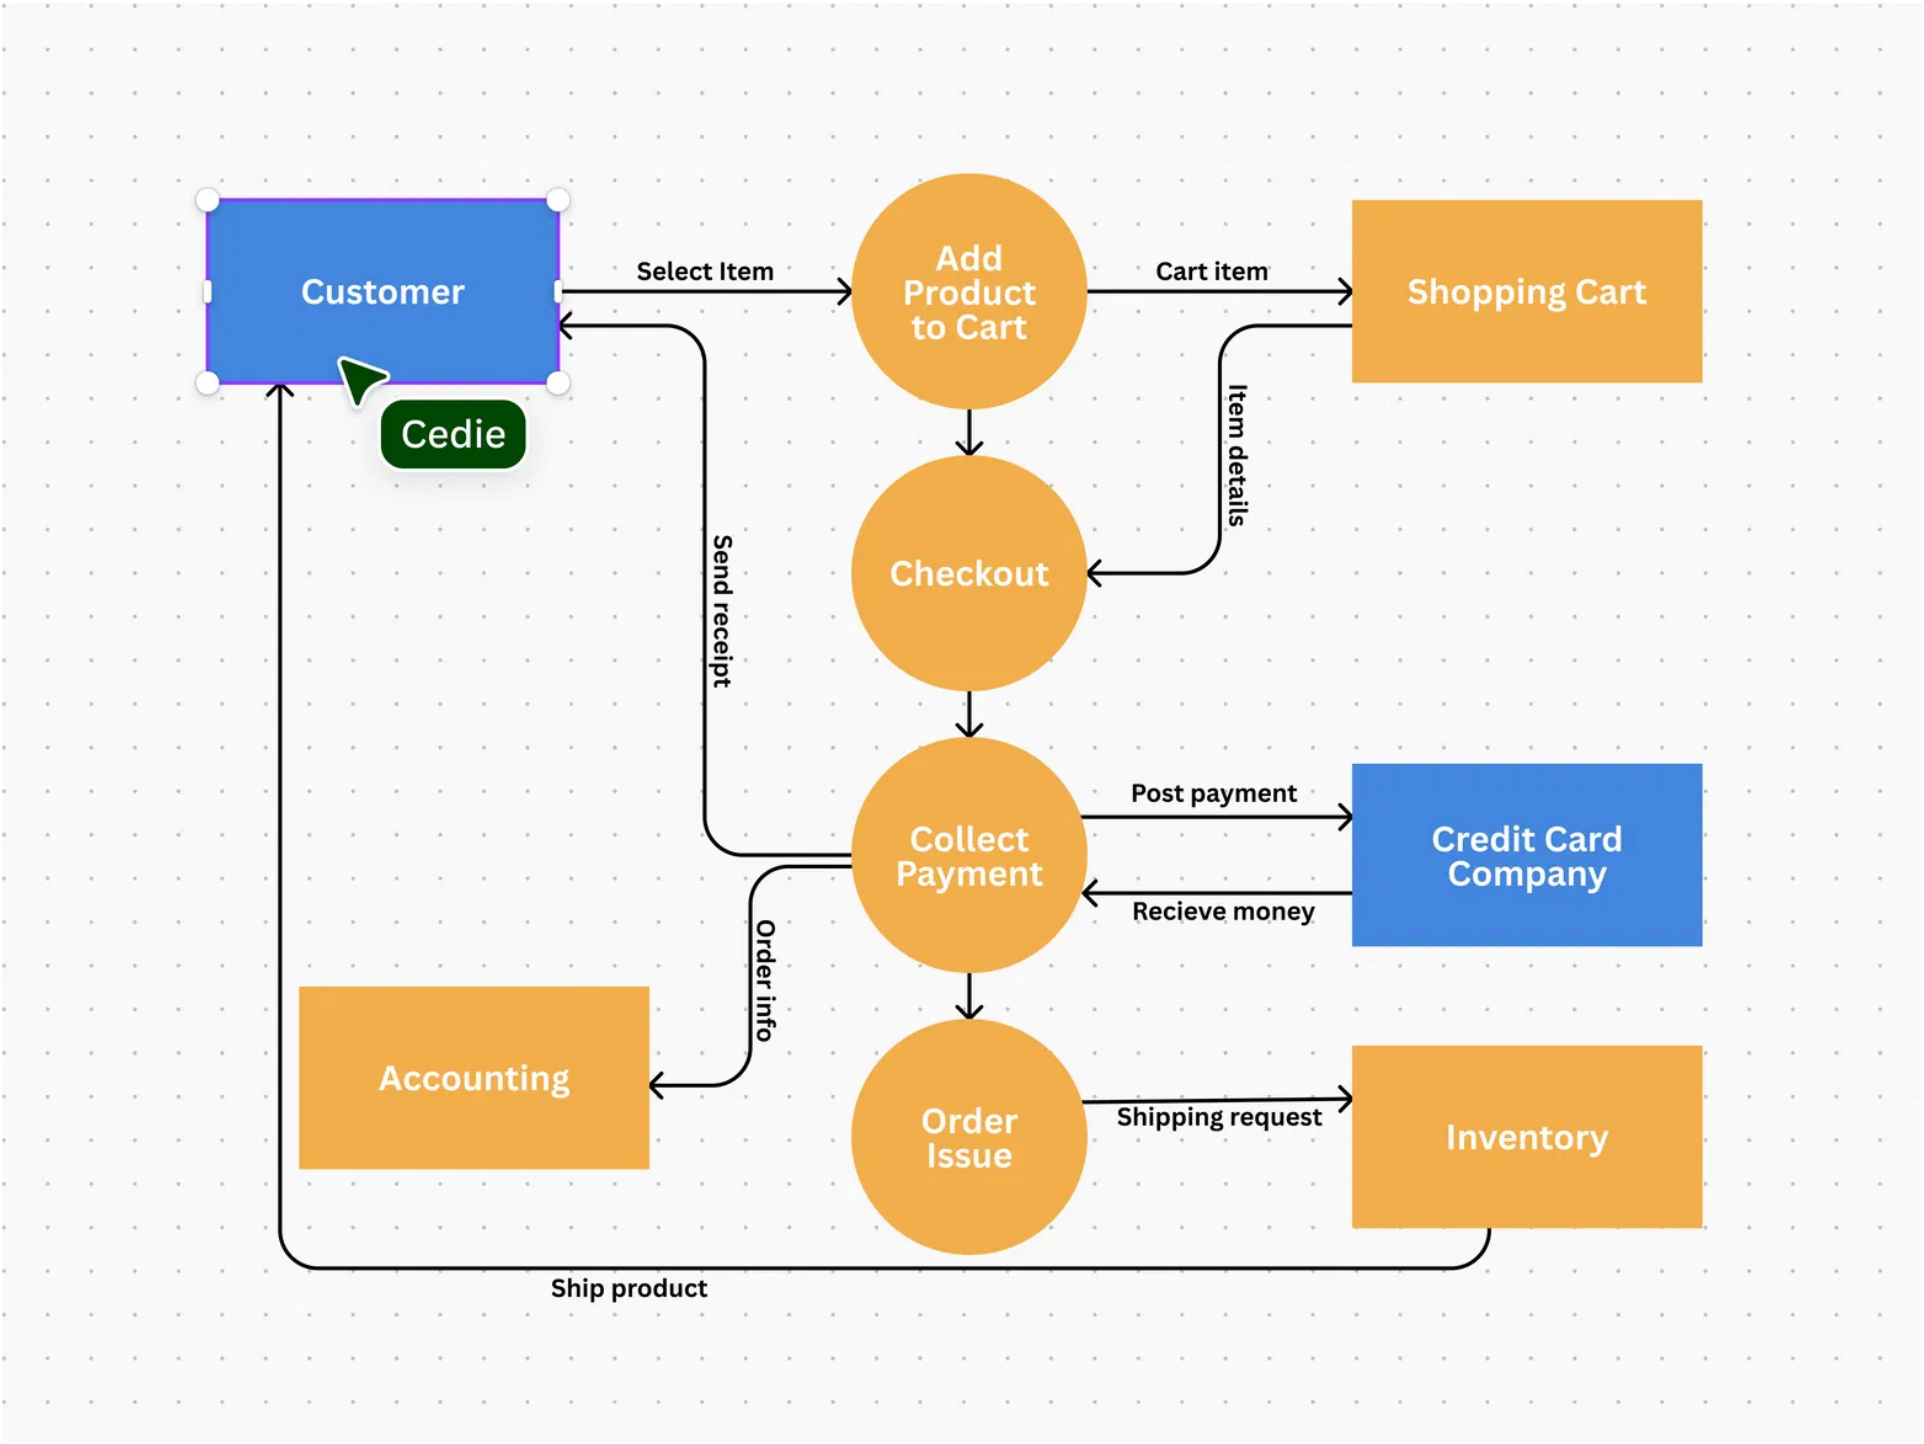 Customer
Cedie
Select Item
Add
Product
to Cart
Cart item
Shopping Cart
Item details
Checkout
Send receipt
Collect
Payment
Post payment
Recieve money
Credit Card
Company
Order info
Accounting
Order
Issue
Shipping request
Inventory
Ship product